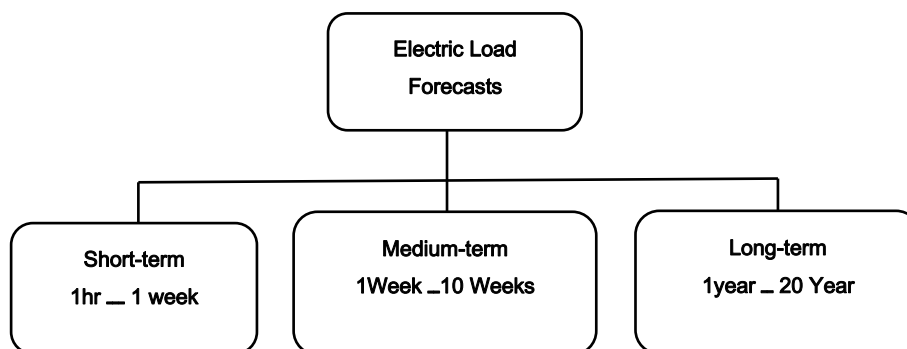 Electric Load
Forecasts
Short-term
1hr _ 1 week
Medium-term
1Week _10 Weeks
Long-term
1year _ 20 Year